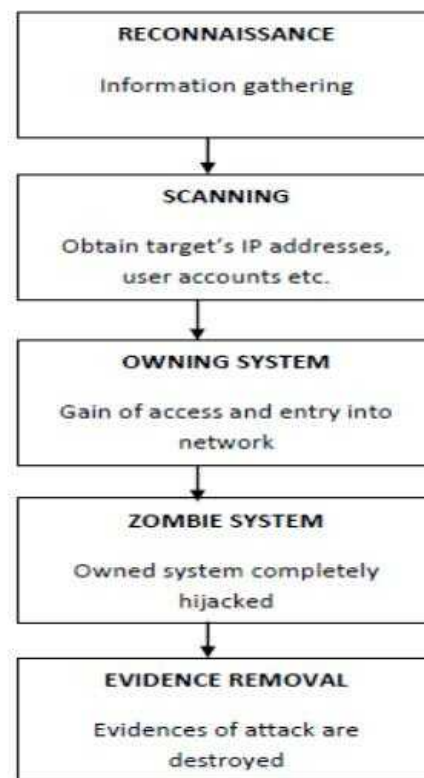 RECONNAISSANCE
Information gathering
SCANNING
Obtain target's IP addresses,
user accounts etc.
OWNING SYSTEM
Gain of access and entry into
network
ZOMBIE SYSTEM
Owned system completely
hijacked
EVIDENCE REMOVAL
Evidences of attack are
destroyed